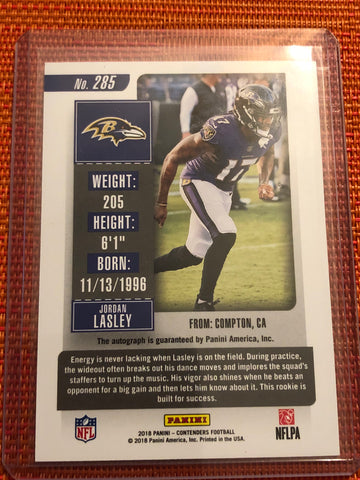 No. 285
B
WEIGHT:
205
HEIGHT:
6'1"
BORN:
11/13/1996
JORDAN
LASLEY
FROM: COMPTON, CA
The autograph is guaranteed by Panini America, Inc.
Energy is never lacking when Lasley is on the field. During practice,
the wideout often breaks out his dance moves and implores the squad's
staffers to turn up the music. His vigor also shines when he beats an
opponent for a big gain and then lets him know about it. This rookie is
built for success.
NFL
PANINI
NFLPA
2018 PANINI – CONTENDERS FOOTBALL
© 2018 Panini America, Inc. Printed in the USA.